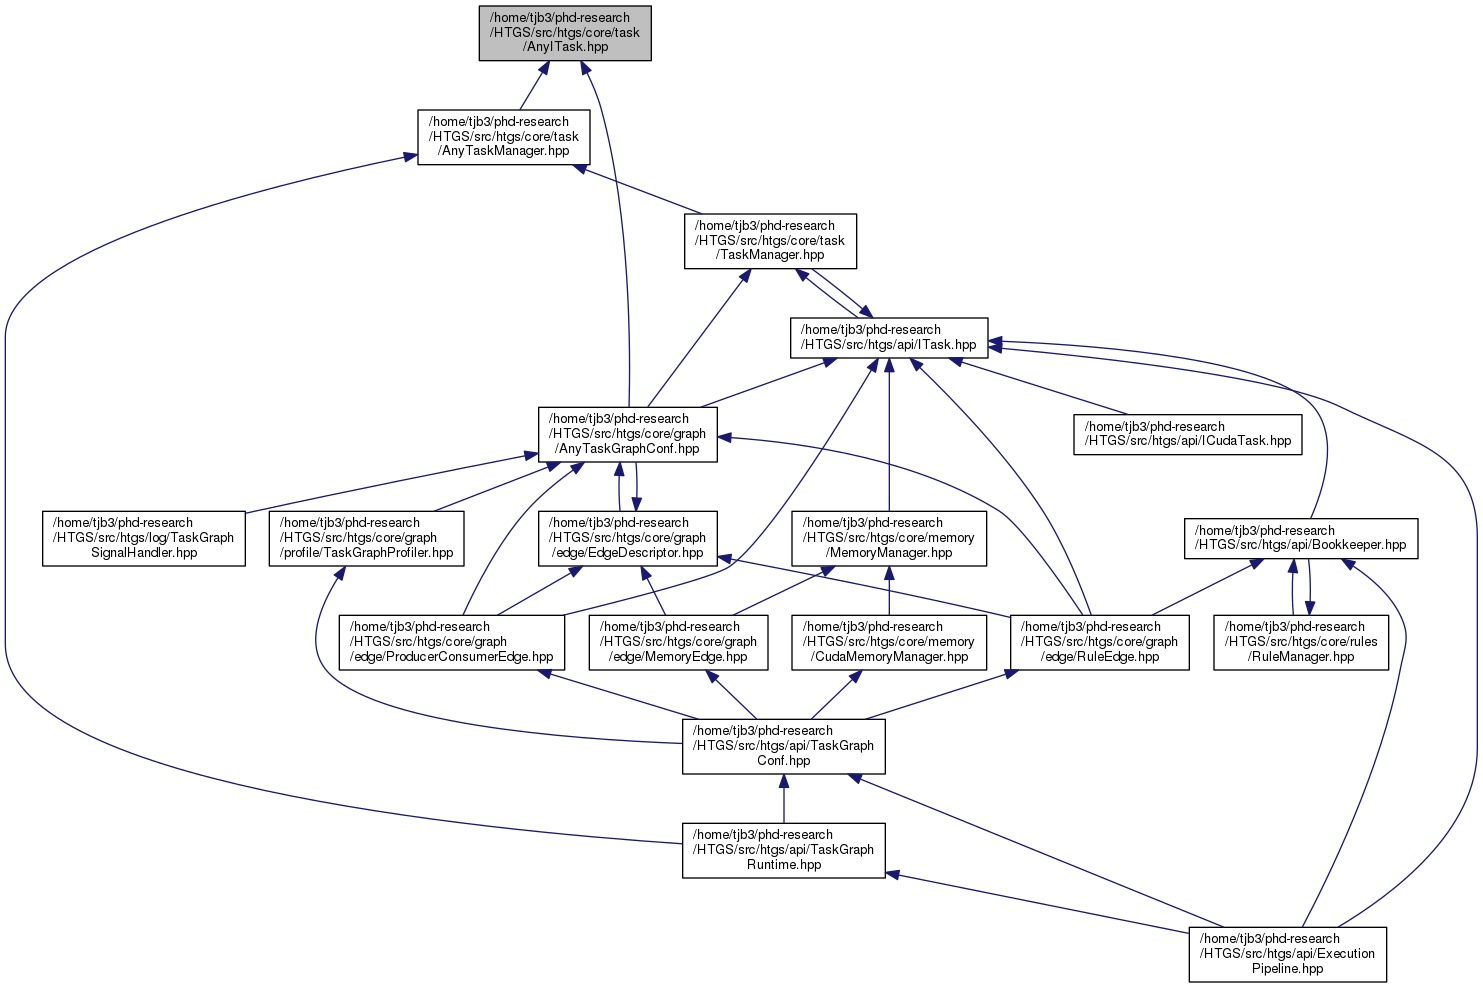 /home/tjb3/phd-research
/HTGS/src/htgs/core/task
/AnyITask.hpp
/home/tjb3/phd-research
/HTGS/src/htgs/core/task
/AnyTaskManager.hpp
/home/tjb3/phd-research
/HTGS/src/htgs/core/task
/TaskManager.hpp
/home/tjb3/phd-research
/HTGS/src/htgs/api/ITask.hpp
/home/tjb3/phd-research
/HTGS/src/htgs/core/graph
/AnyTaskGraphConf.hpp
/home/tjb3/phd-research
/HTGS/src/htgs/api/ICudaTask.hpp
/home/tjb3/phd-research
/HTGS/src/htgs/log/TaskGraph
SignalHandler.hpp
/home/tjb3/phd-research
/HTGS/src/htgs/core/graph
/profile/TaskGraphProfiler.hpp
/home/tjb3/phd-research
/HTGS/src/htgs/core/graph
/edge/EdgeDescriptor.hpp
/home/tjb3/phd-research
/HTGS/src/htgs/core/memory
/MemoryManager.hpp
/home/tjb3/phd-research
/HTGS/src/htgs/api/Bookkeeper.hpp
/home/tjb3/phd-research
/HTGS/src/htgs/core/graph
/edge/ProducerConsumerEdge.hpp
/home/tjb3/phd-research
/HTGS/src/htgs/core/graph
/edge/MemoryEdge.hpp
/home/tjb3/phd-research
/HTGS/src/htgs/core/memory
/CudaMemoryManager.hpp
/home/tjb3/phd-research
/HTGS/src/htgs/core/graph
/edge/RuleEdge.hpp
/home/tjb3/phd-research
/HTGS/src/htgs/core/rules
/RuleManager.hpp
/home/tjb3/phd-research
/HTGS/src/htgs/api/TaskGraph
Conf.hpp
/home/tjb3/phd-research
/HTGS/src/htgs/api/TaskGraph
Runtime.hpp
/home/tjb3/phd-research
/HTGS/src/htgs/api/Execution
Pipeline.hpp